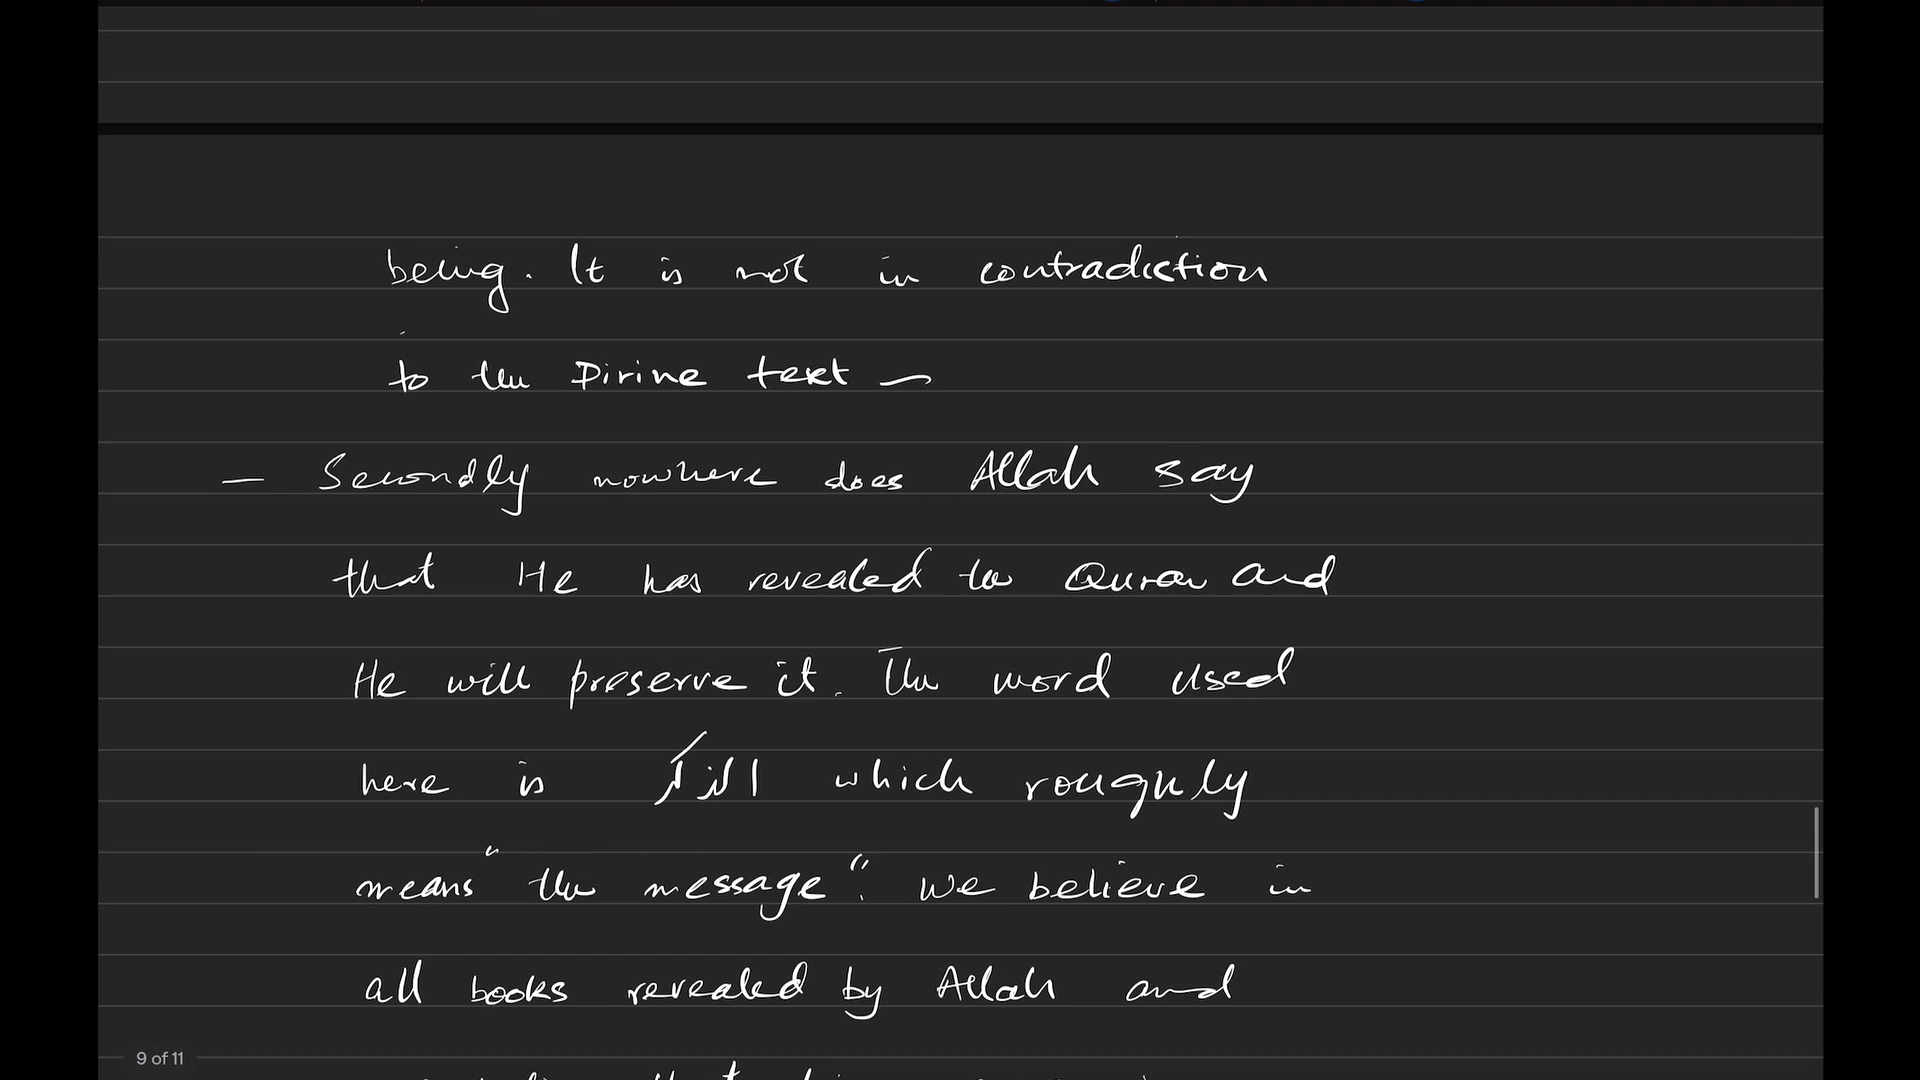 being. It is not in contradiction
to the Divine text –
– Secondly nowhere does Allah say
that He has revealed the Quran and
He will preserve it. The word used
here is الذكر which roughly
means "the message". We believe in
all books revealed by Allah and
9 of 11